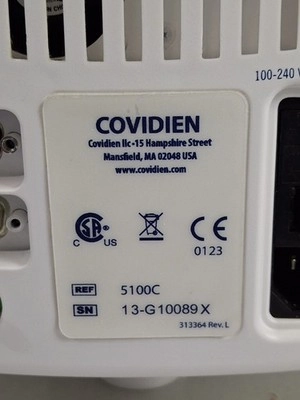 100-240 V
COVIDIEN
Covidien llc - 15 Hampshire Street
Mansfield, MA 02048 USA
www.covidien.com
C US
0123
REF 5100C
SN 13-G10089 X
313364 Rev. L